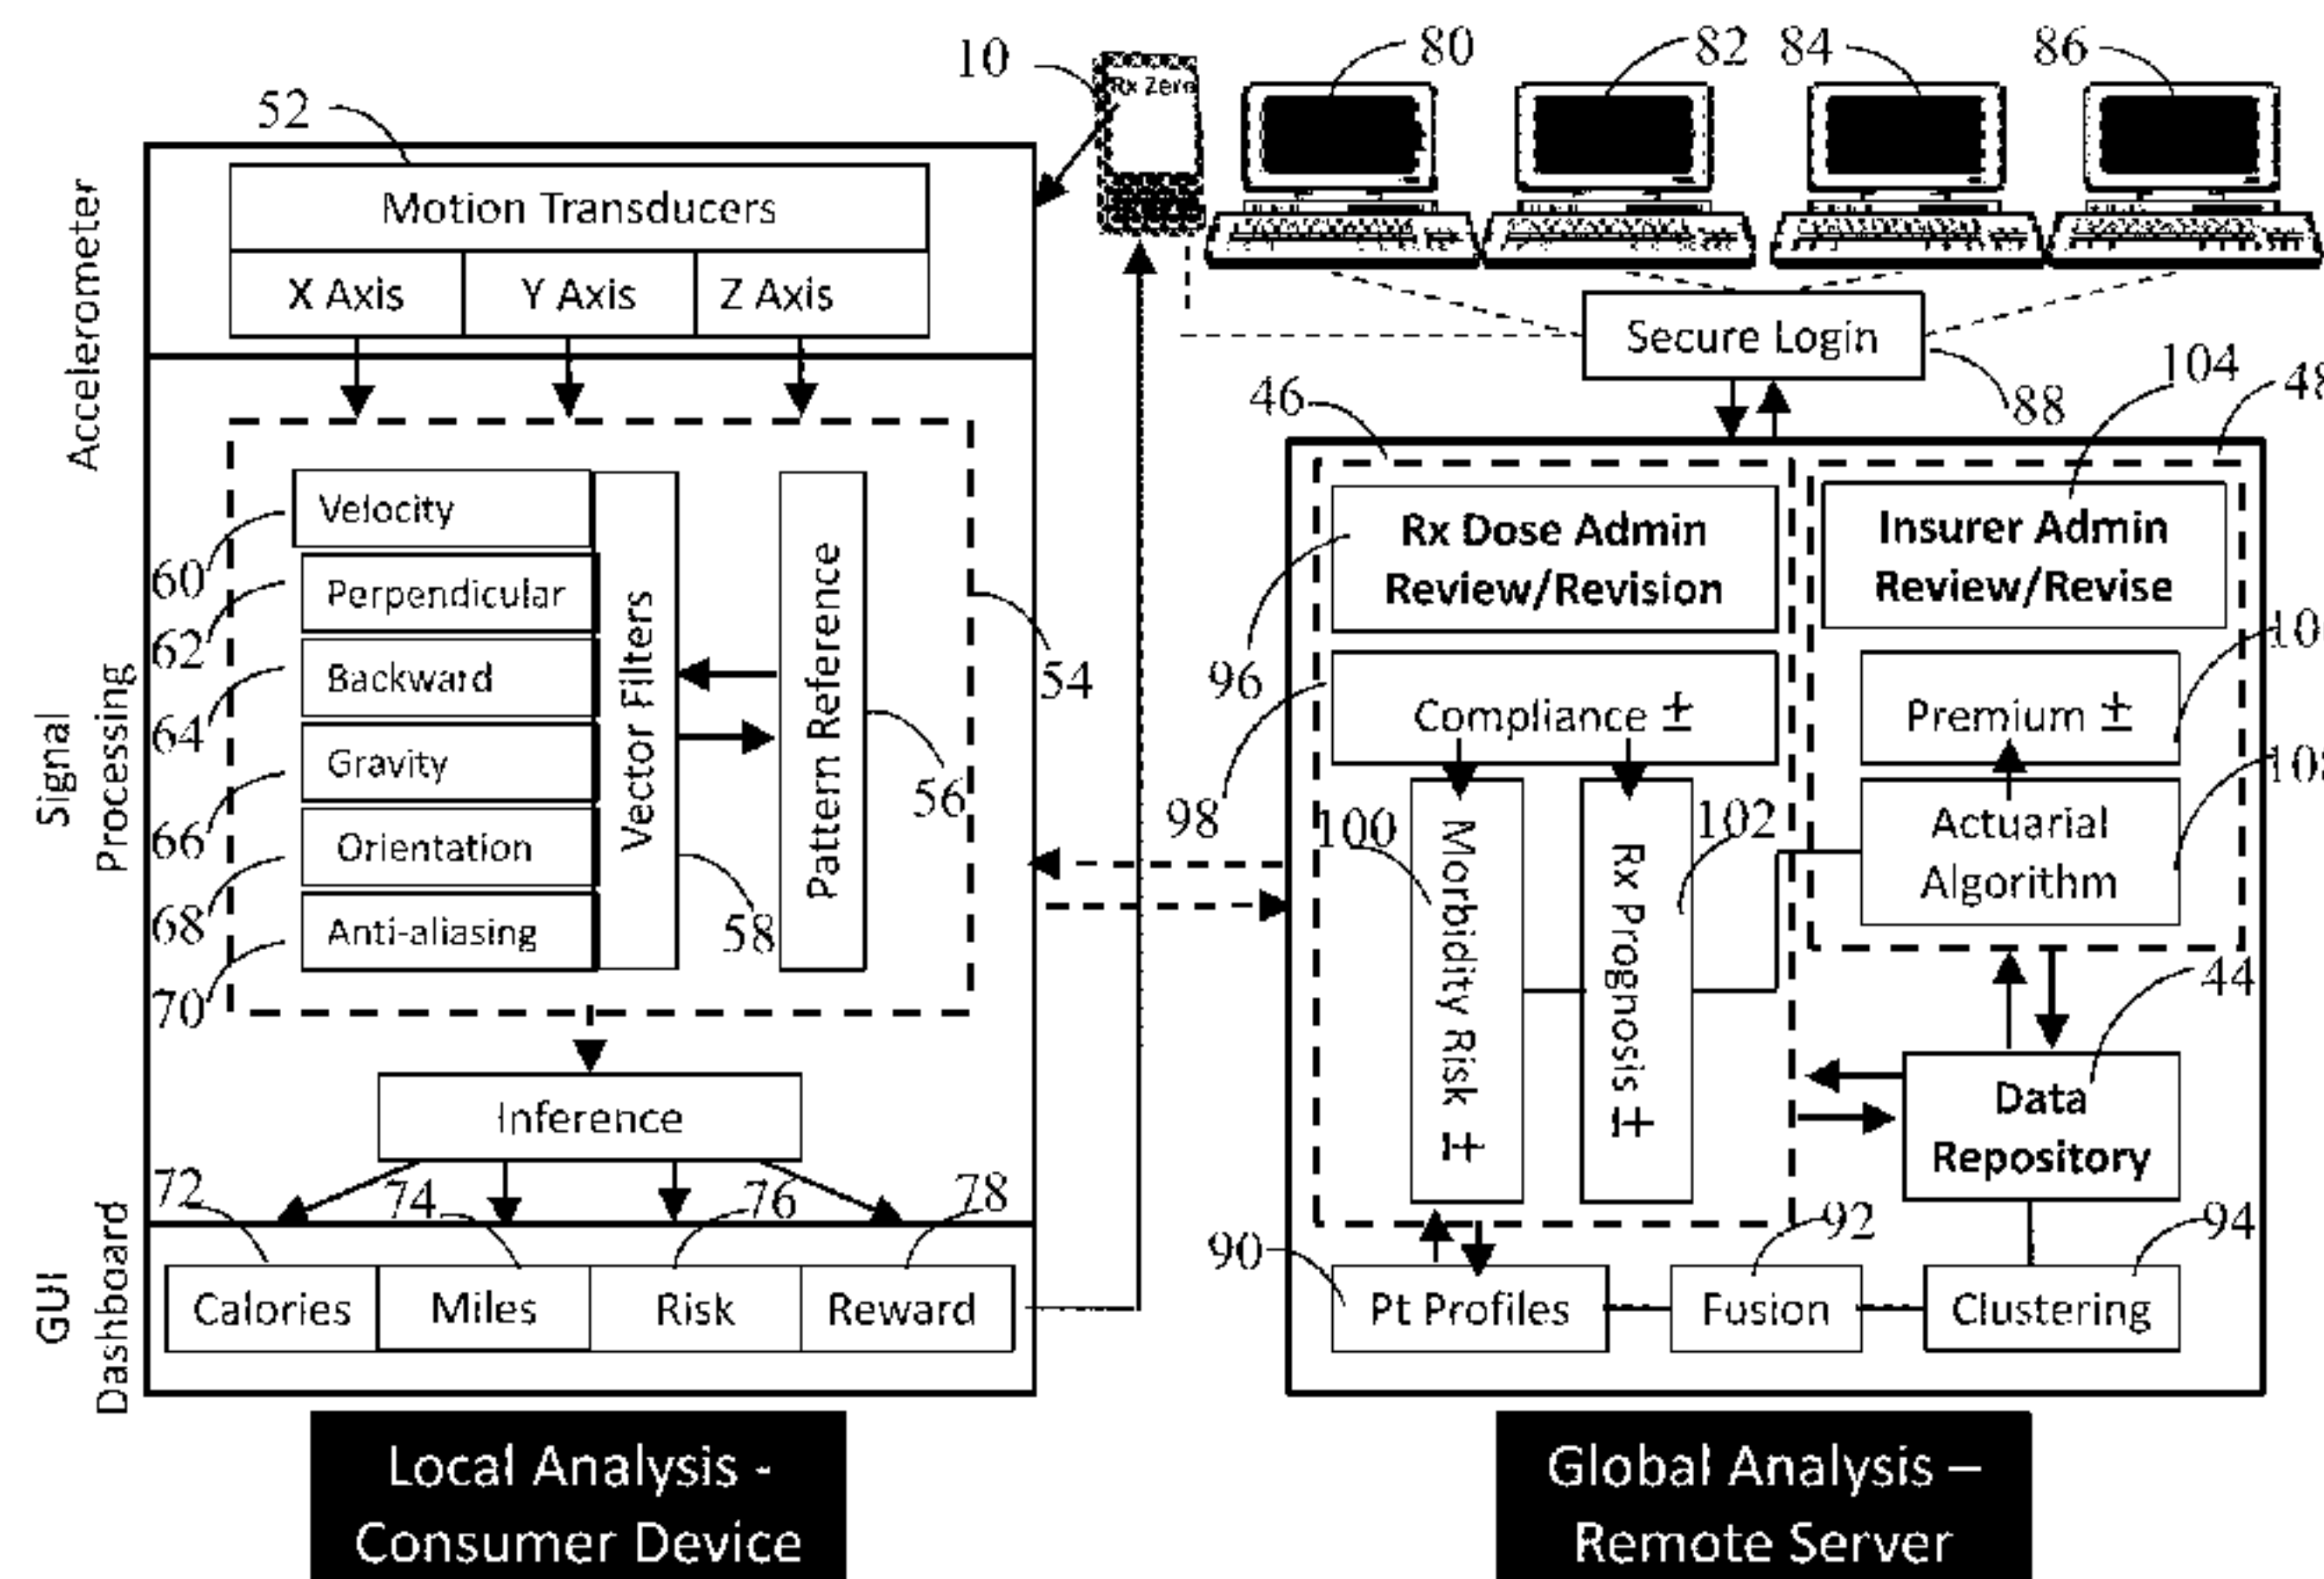 10
Rx Zero
80
82
84
86
52
Accelerometer
Motion Transducers
X Axis
Y Axis
Z Axis
Secure Login
88
Signal
Processing
Velocity
60
Perpendicular
62
Backward
64
Gravity
66
Orientation
68
Anti-aliasing
70
Vector Filters
58
Pattern Reference
56
54
Inference
GUI
Dashboard
72
74
76
78
Calories
Miles
Risk
Reward
Local Analysis -
Consumer Device
46
104
48
Rx Dose Admin
Review/Revision
96
Insurer Admin
Review/Revise
Compliance ±
98
Premium ±
Morbidity Risk ±
100
Rx Prognosis ±
102
Actuarial
Algorithm
44
Data
Repository
90
92
94
Pt Profiles
Fusion
Clustering
Global Analysis –
Remote Server